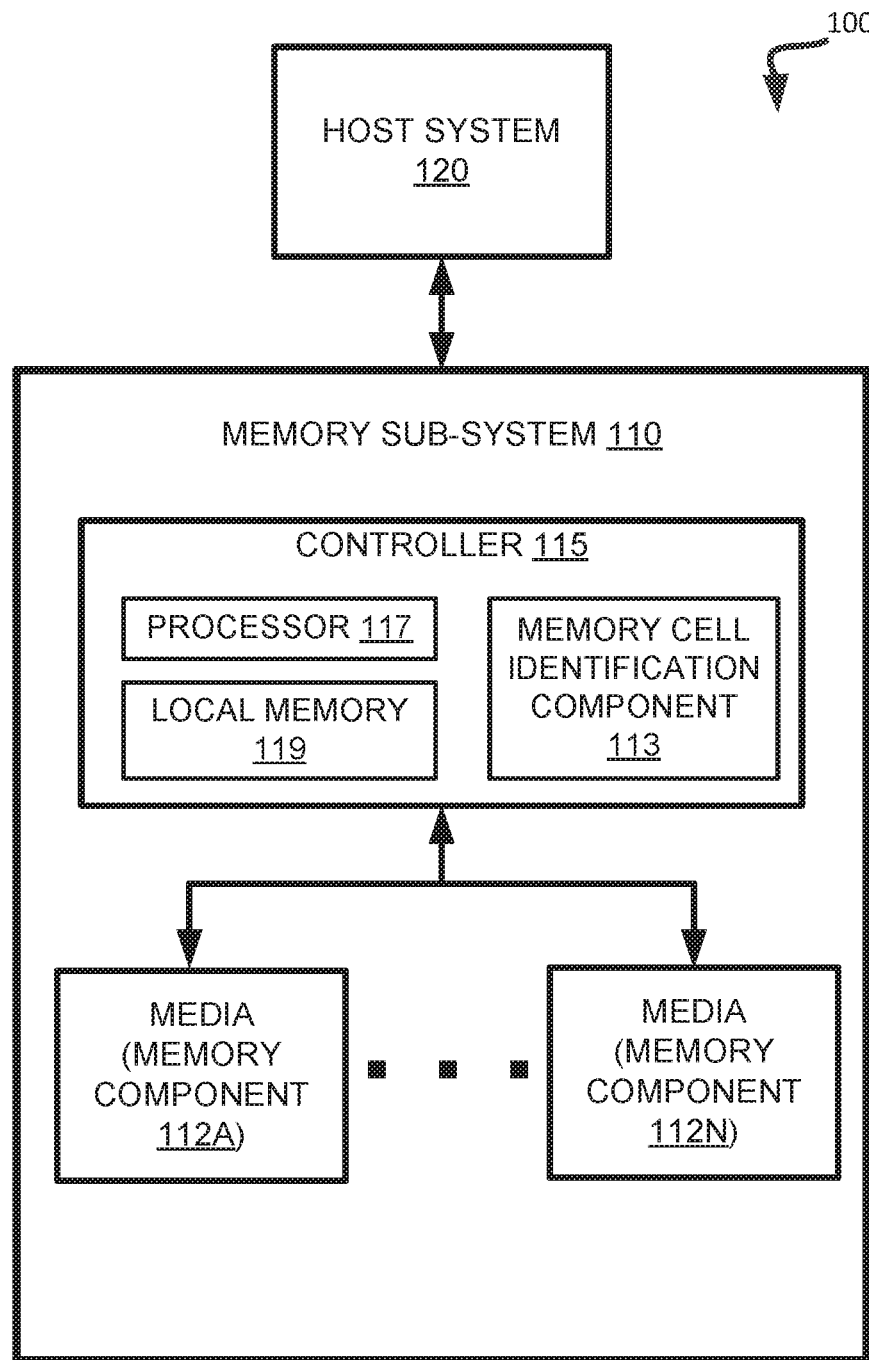 100
HOST SYSTEM
120
MEMORY SUB-SYSTEM 110
CONTROLLER 115
PROCESSOR 117
LOCAL MEMORY
119
MEMORY CELL
IDENTIFICATION
COMPONENT
113
MEDIA
(MEMORY
COMPONENT
112A)
MEDIA
(MEMORY
COMPONENT
112N)